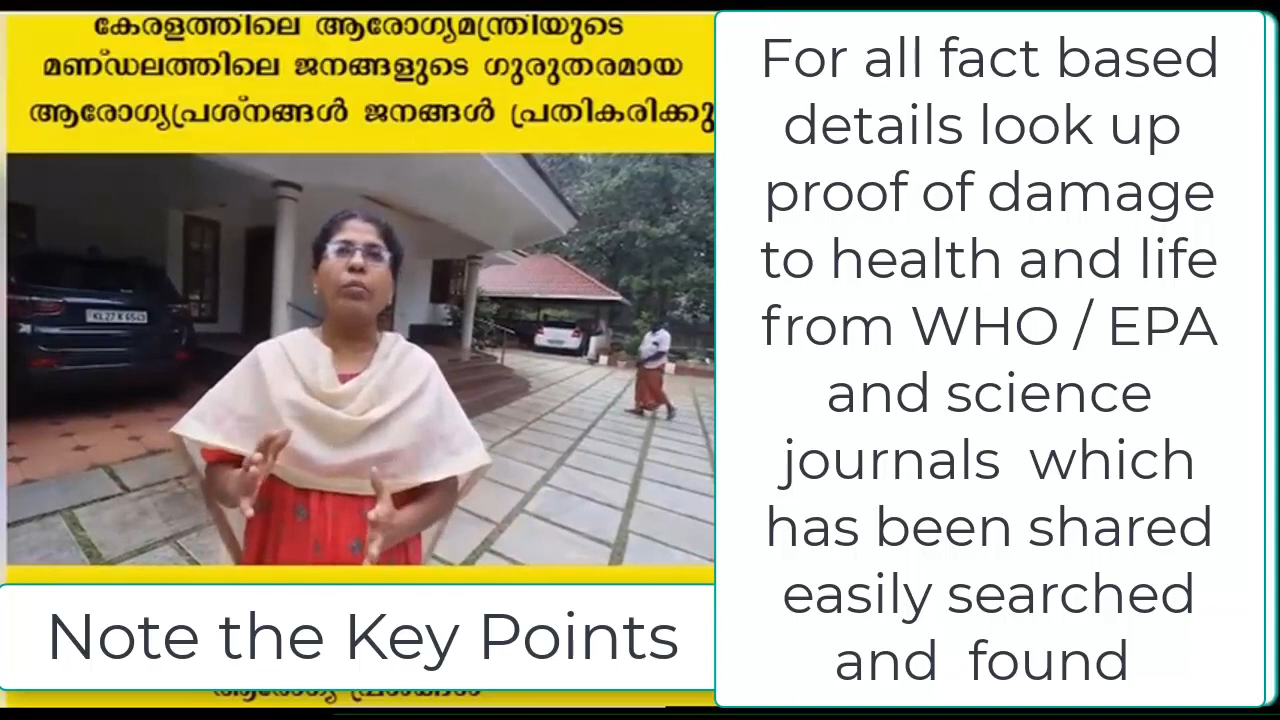 കേരളത്തിലെ ആരോഗ്യമന്ത്രിയുടെ
മണ്ഡലത്തിലെ ജനങ്ങളുടെ ഗുരുതരമായ
ആരോഗ്യപ്രശ്നങ്ങൾ ജനങ്ങൾ പ്രതികരിക്കു
KL27K6543
Note the Key Points
For all fact based
details look up
proof of damage
to health and life
from WHO / EPA
and science
journals which
has been shared
easily searched
and found